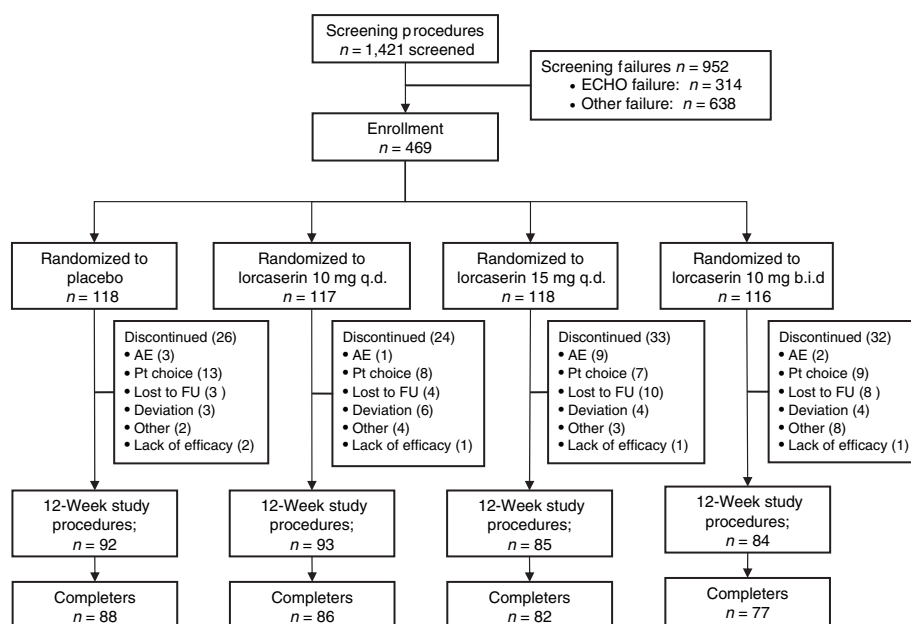 Screening procedures
n = 1,421 screened
Screening failures n = 952
• ECHO failure: n = 314
• Other failure: n = 638
Enrollment
n = 469
Randomized to
placebo
n = 118
Randomized to
lorcaserin 10 mg q.d.
n = 117
Randomized to
lorcaserin 15 mg q.d.
n = 118
Randomized to
lorcaserin 10 mg b.i.d
n = 116
Discontinued (26)
• AE (3)
• Pt choice (13)
• Lost to FU (3 )
• Deviation (3)
• Other (2)
• Lack of efficacy (2)
Discontinued (24)
• AE (1)
• Pt choice (8)
• Lost to FU (4)
• Deviation (6)
• Other (4)
• Lack of efficacy (1)
Discontinued (33)
• AE (9)
• Pt choice (7)
• Lost to FU (10)
• Deviation (4)
• Other (3)
• Lack of efficacy (1)
Discontinued (32)
• AE (2)
• Pt choice (9)
• Lost to FU (8 )
• Deviation (4)
• Other (8)
• Lack of efficacy (1)
12-Week study
procedures;
n = 92
12-Week study
procedures;
n = 93
12-Week study
procedures;
n = 85
12-Week study
procedures;
n = 84
Completers
n = 88
Completers
n = 86
Completers
n = 82
Completers
n = 77